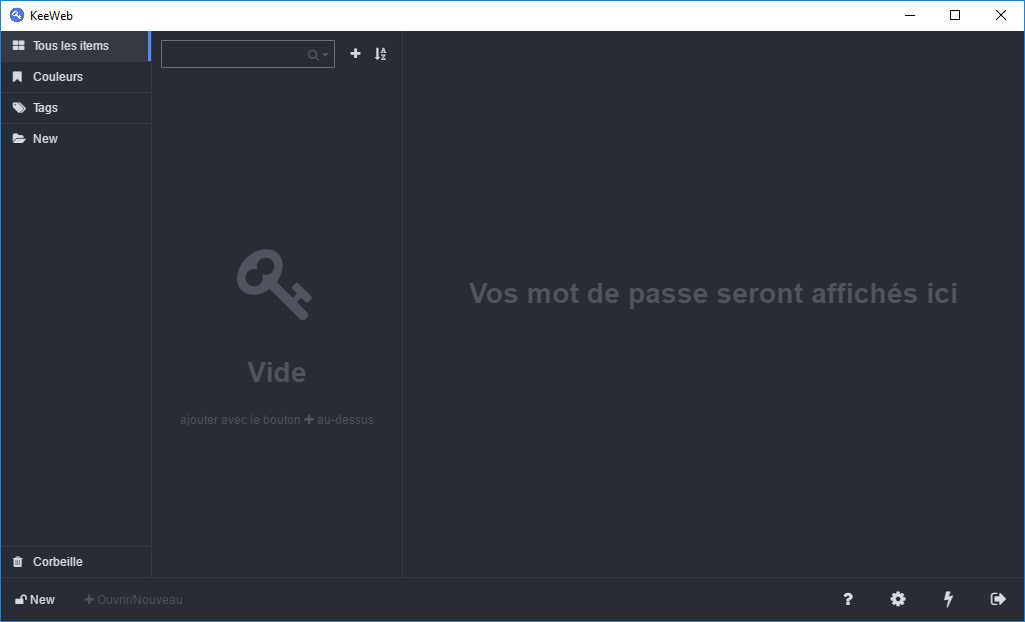 KeeWeb
Tous les items
Couleurs
Tags
New
Vide
ajouter avec le bouton + au-dessus
Vos mot de passe seront affichés ici
Corbeille
New
+ Ouvrir/Nouveau
?